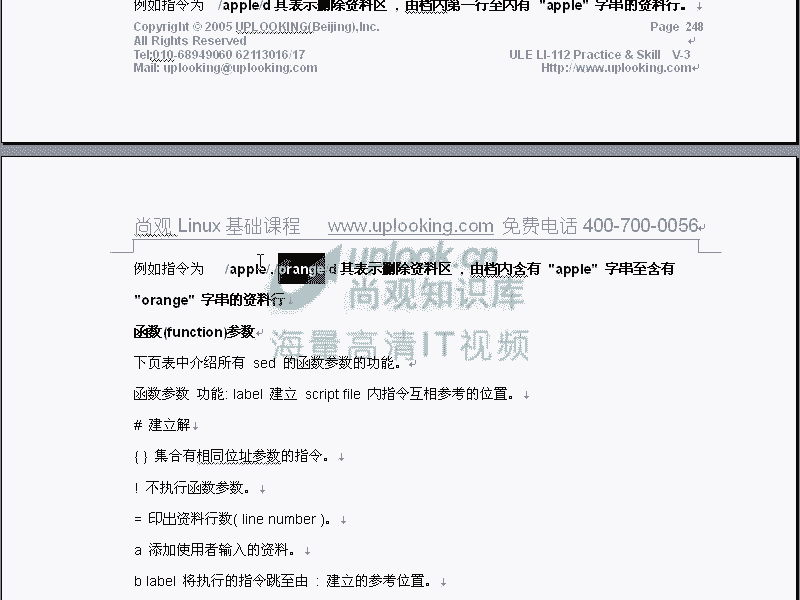 例如指令为 /apple/d 其表示删除资料区 , 由档内第一行至内有 "apple" 字串的资料行。
Copyright © 2005 UPLOOKING(Beijing),Inc. Page 248
All Rights Reserved
Tel:010-68949060 62113016/17 ULE LI-112 Practice & Skill V-3
Mail: uplooking@uplooking.com Http://www.uplooking.com
尚观 Linux 基础课程 www.uplooking.com 免费电话 400-700-0056
例如指令为 /apple/,/orange/d 其表示删除资料区 , 由档内含有 "apple" 字串至含有
"orange" 字串的资料行
uplook.cn
尚观知识库
函数(function)参数
海量高清IT视频
下页表中介绍所有 sed 的函数参数的功能。
函数参数 功能: label 建立 script file 内指令互相参考的位置。
# 建立解
{ } 集合有相同位址参数的指令。
! 不执行函数参数。
= 印出资料行数( line number )。
a 添加使用者输入的资料。
b label 将执行的指令跳至由 : 建立的参考位置。